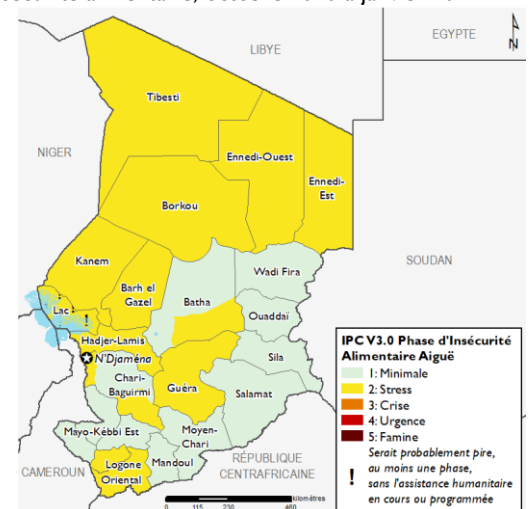 EGYPTE
N
LIBYE
Tibesti
NIGER
Ennedi-Ouest
Ennedi-
Est
Borkou
Kanem
Wadi Fira
SOUDAN
Barh el
Gazel
Batha
Lac
!
Ouaddaï
Hadjer-Lamis
N'Djaména
Sila
Chari-
Baguirmi
Guéra
Salamat
Mayo-Kèbbi Est
Moyen-
Chari
CAMEROUN
Logone
Oriental
Mandoul
RÉPUBLIQUE
CENTRAFRICAINE
kilomètres
0 115 230 460
IPC V3.0 Phase d'Insécurité
Alimentaire Aiguë
1: Minimale
2: Stress
3: Crise
4: Urgence
5: Famine
Serait probablement pire,
au moins une phase,
! sans l'assistance humanitaire
en cours ou programmée